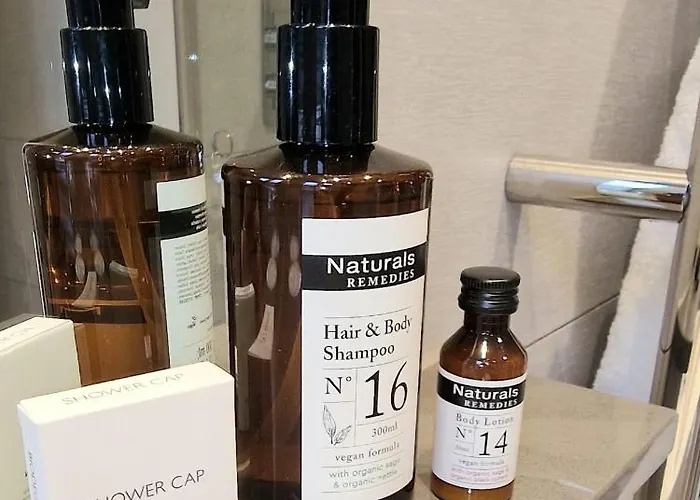 Naturals
REMEDIES
Hair & Body
Shampoo
N° 16
300ml
vegan formula
with organic sage
& organic nettle
Naturals
REMEDIES
Body Lotion
N° 14
vegan formula
SHOWER CAP
SHOWER CAP